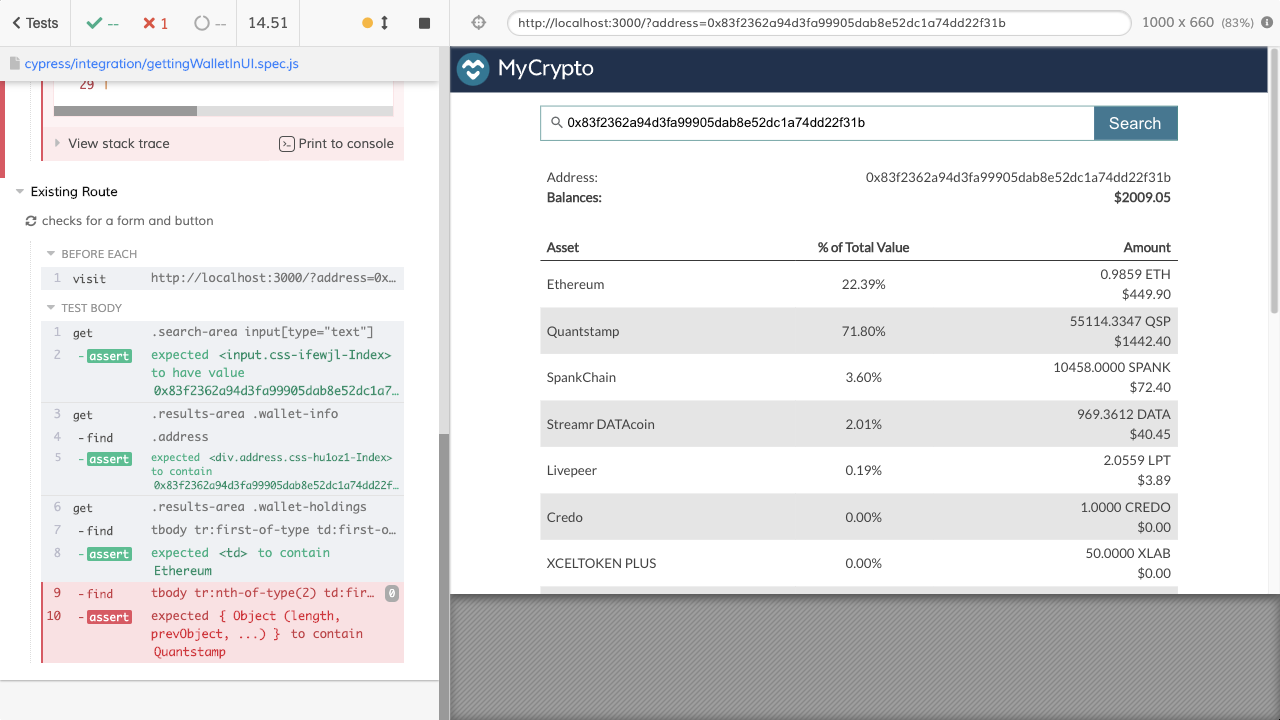 Tests
--
1
--
14.51
http://localhost:3000/?address=0x83f2362a94d3fa99905dab8e52dc1a74dd22f31b
1000 x 660 (83%)
cypress/integration/gettingWalletInUI.spec.js
View stack trace
Print to console
Existing Route
checks for a form and button
BEFORE EACH
1 visit http://localhost:3000/?address=0x…
TEST BODY
1 get .search-area input[type="text"]
2 - assert expected <input.css-ifewjl-Index>
to have value
0x83f2362a94d3fa99905dab8e52dc1a7…
3 get .results-area .wallet-info
4 - find .address
5 - assert expected <div.address.css-hu1oz1-Index>
to contain
0x83f2362a94d3fa99905dab8e52dc1a74dd22f…
6 get .results-area .wallet-holdings
7 - find tbody tr:first-of-type td:first-o…
8 - assert expected <td> to contain
Ethereum
9 - find tbody tr:nth-of-type(2) td:fir… 0
10 - assert expected { Object (length,
prevObject, ...) } to contain
Quantstamp
MyCrypto
0x83f2362a94d3fa99905dab8e52dc1a74dd22f31b
Search
Address: 0x83f2362a94d3fa99905dab8e52dc1a74dd22f31b
Balances: $2009.05
Asset % of Total Value Amount
Ethereum 22.39% 0.9859 ETH
$449.90
Quantstamp 71.80% 55114.3347 QSP
$1442.40
SpankChain 3.60% 10458.0000 SPANK
$72.40
Streamr DATAcoin 2.01% 969.3612 DATA
$40.45
Livepeer 0.19% 2.0559 LPT
$3.89
Credo 0.00% 1.0000 CREDO
$0.00
XCELTOKEN PLUS 0.00% 50.0000 XLAB
$0.00